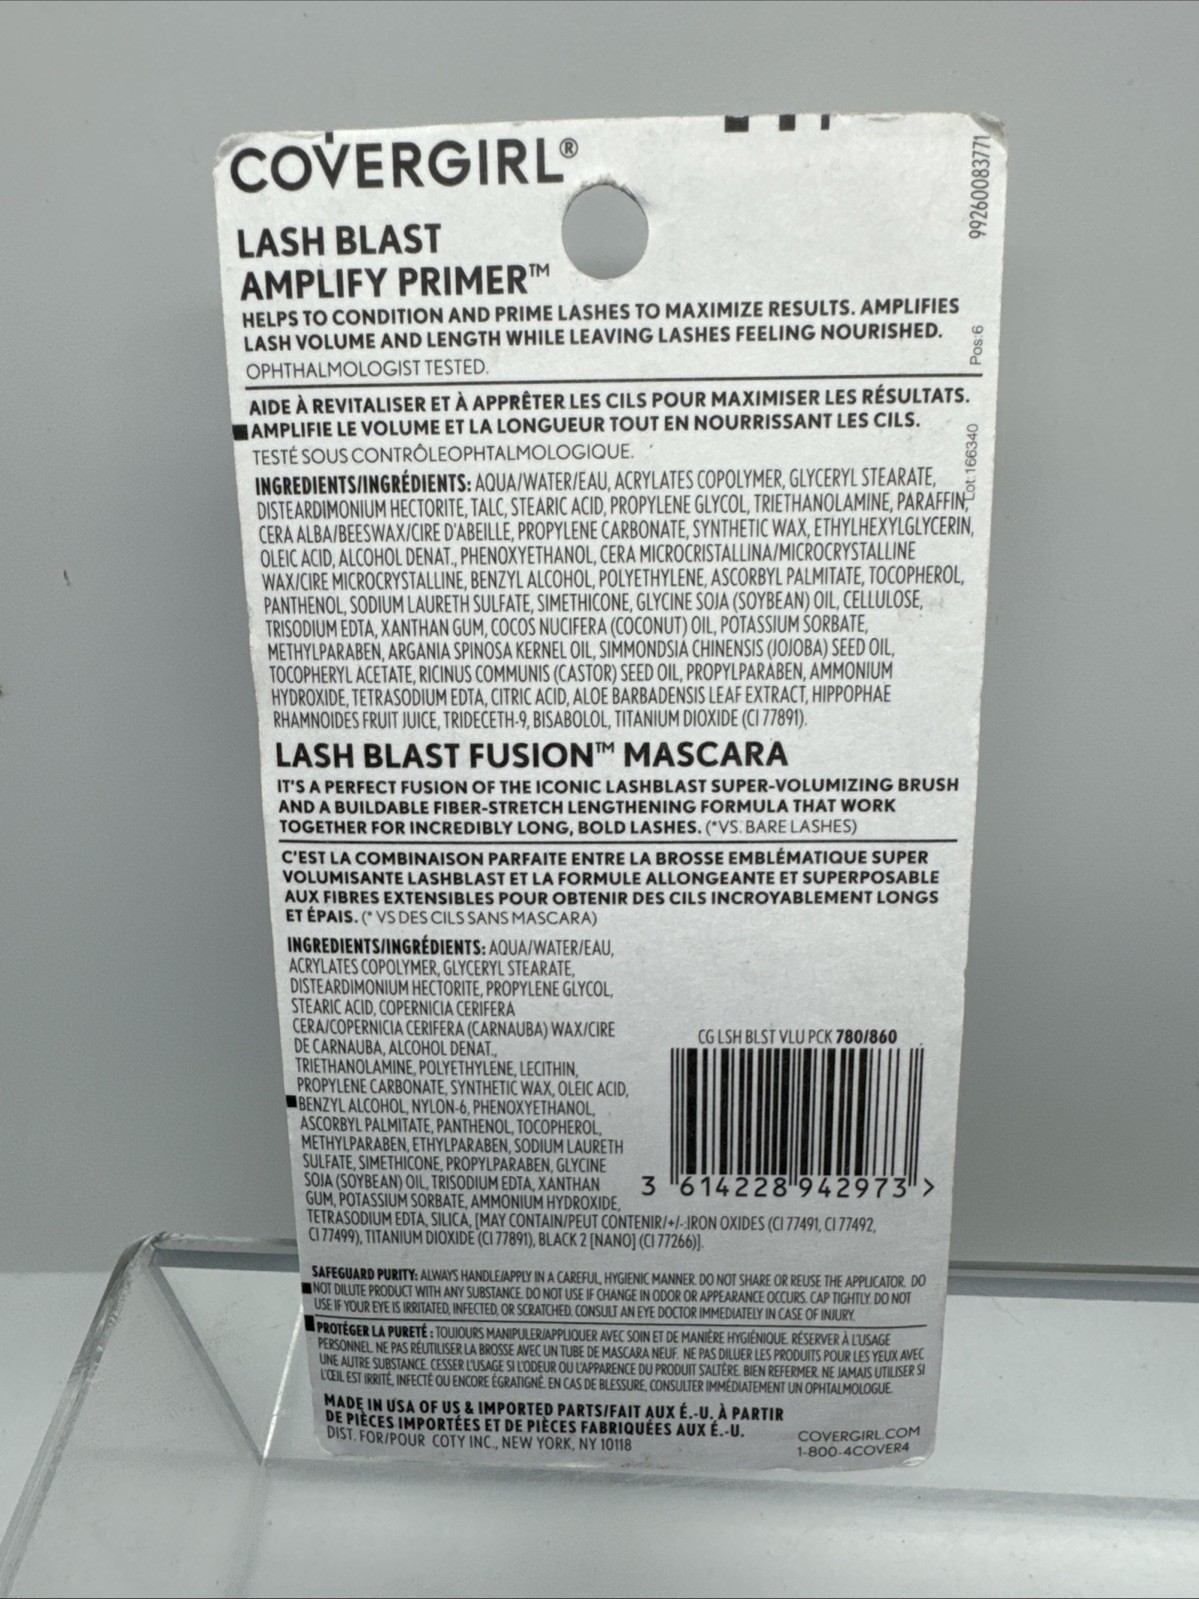 COVERGIRL®
99260083771
LASH BLAST
AMPLIFY PRIMER™
HELPS TO CONDITION AND PRIME LASHES TO MAXIMIZE RESULTS. AMPLIFIES
LASH VOLUME AND LENGTH WHILE LEAVING LASHES FEELING NOURISHED.
Pos:6
OPHTHALMOLOGIST TESTED.
AIDE À REVITALISER ET À APPRÊTER LES CILS POUR MAXIMISER LES RÉSULTATS.
AMPLIFIE LE VOLUME ET LA LONGUEUR TOUT EN NOURRISSANT LES CILS.
TESTÉ SOUS CONTRÔLEOPHTALMOLOGIQUE.
Lot:166340
INGREDIENTS/INGRÉDIENTS: AQUA/WATER/EAU, ACRYLATES COPOLYMER, GLYCERYL STEARATE,
DISTEARDIMONIUM HECTORITE, TALC, STEARIC ACID, PROPYLENE GLYCOL, TRIETHANOLAMINE, PARAFFIN,
CERA ALBA/BEESWAX/CIRE D'ABEILLE, PROPYLENE CARBONATE, SYNTHETIC WAX, ETHYLHEXYLGLYCERIN,
OLEIC ACID, ALCOHOL DENAT., PHENOXYETHANOL, CERA MICROCRISTALLINA/MICROCRYSTALLINE
WAX/CIRE MICROCRYSTALLINE, BENZYL ALCOHOL, POLYETHYLENE, ASCORBYL PALMITATE, TOCOPHEROL,
PANTHENOL, SODIUM LAURETH SULFATE, SIMETHICONE, GLYCINE SOJA (SOYBEAN) OIL, CELLULOSE,
TRISODIUM EDTA, XANTHAN GUM, COCOS NUCIFERA (COCONUT) OIL, POTASSIUM SORBATE,
METHYLPARABEN, ARGANIA SPINOSA KERNEL OIL, SIMMONDSIA CHINENSIS (JOJOBA) SEED OIL,
TOCOPHERYL ACETATE, RICINUS COMMUNIS (CASTOR) SEED OIL, PROPYLPARABEN, AMMONIUM
HYDROXIDE, TETRASODIUM EDTA, CITRIC ACID, ALOE BARBADENSIS LEAF EXTRACT, HIPPOPHAE
RHAMNOIDES FRUIT JUICE, TRIDECETH-9, BISABOLOL, TITANIUM DIOXIDE (CI 77891).
LASH BLAST FUSION™ MASCARA
IT'S A PERFECT FUSION OF THE ICONIC LASHBLAST SUPER-VOLUMIZING BRUSH
AND A BUILDABLE FIBER-STRETCH LENGTHENING FORMULA THAT WORK
TOGETHER FOR INCREDIBLY LONG, BOLD LASHES. (*VS. BARE LASHES)
C'EST LA COMBINAISON PARFAITE ENTRE LA BROSSE EMBLÉMATIQUE SUPER
VOLUMISANTE LASHBLAST ET LA FORMULE ALLONGEANTE ET SUPERPOSABLE
AUX FIBRES EXTENSIBLES POUR OBTENIR DES CILS INCROYABLEMENT LONGS
ET ÉPAIS. (* VS DES CILS SANS MASCARA)
INGREDIENTS/INGRÉDIENTS: AQUA/WATER/EAU,
ACRYLATES COPOLYMER, GLYCERYL STEARATE,
DISTEARDIMONIUM HECTORITE, PROPYLENE GLYCOL,
STEARIC ACID, COPERNICIA CERIFERA
CERA/COPERNICIA CERIFERA (CARNAUBA) WAX/CIRE
DE CARNAUBA, ALCOHOL DENAT.,
TRIETHANOLAMINE, POLYETHYLENE, LECITHIN,
PROPYLENE CARBONATE, SYNTHETIC WAX, OLEIC ACID,
BENZYL ALCOHOL, NYLON-6, PHENOXYETHANOL,
ASCORBYL PALMITATE, PANTHENOL, TOCOPHEROL,
METHYLPARABEN, ETHYLPARABEN, SODIUM LAURETH
SULFATE, SIMETHICONE, PROPYLPARABEN, GLYCINE
SOJA (SOYBEAN) OIL, TRISODIUM EDTA, XANTHAN
GUM, POTASSIUM SORBATE, AMMONIUM HYDROXIDE,
TETRASODIUM EDTA, SILICA, [MAY CONTAIN/PEUT CONTENIR/+/-:IRON OXIDES (CI 77491, CI 77492,
CI 77499), TITANIUM DIOXIDE (CI 77891), BLACK 2 [NANO] (CI 77266)].
CG LSH BLST VLU PCK 780/860
3 614228 942973 >
SAFEGUARD PURITY: ALWAYS HANDLE/APPLY IN A CAREFUL, HYGIENIC MANNER. DO NOT SHARE OR REUSE THE APPLICATOR. DO
NOT DILUTE PRODUCT WITH ANY SUBSTANCE. DO NOT USE IF CHANGE IN ODOR OR APPEARANCE OCCURS. CAP TIGHTLY. DO NOT
USE IF YOUR EYE IS IRRITATED, INFECTED, OR SCRATCHED. CONSULT AN EYE DOCTOR IMMEDIATELY IN CASE OF INJURY.
PROTÉGER LA PURETÉ : TOUJOURS MANIPULER/APPLIQUER AVEC SOIN ET DE MANIÈRE HYGIÉNIQUE. RÉSERVER À L'USAGE
PERSONNEL. NE PAS RÉUTILISER LA BROSSE AVEC UN TUBE DE MASCARA NEUF. NE PAS DILUER LES PRODUITS POUR LES YEUX AVEC
UNE AUTRE SUBSTANCE. CESSER L'USAGE SI L'ODEUR OU L'APPARENCE DU PRODUIT S'ALTÈRE. BIEN REFERMER. NE JAMAIS UTILISER SI
L'ŒIL EST IRRITÉ, INFECTÉ OU ENCORE ÉGRATIGNÉ. EN CAS DE BLESSURE, CONSULTER IMMÉDIATEMENT UN OPHTALMOLOGUE.
MADE IN USA OF US & IMPORTED PARTS/FAIT AUX É.-U. À PARTIR
DE PIÈCES IMPORTÉES ET DE PIÈCES FABRIQUÉES AUX É.-U.
DIST. FOR/POUR COTY INC., NEW YORK, NY 10118
COVERGIRL.COM
1-800-4COVER4